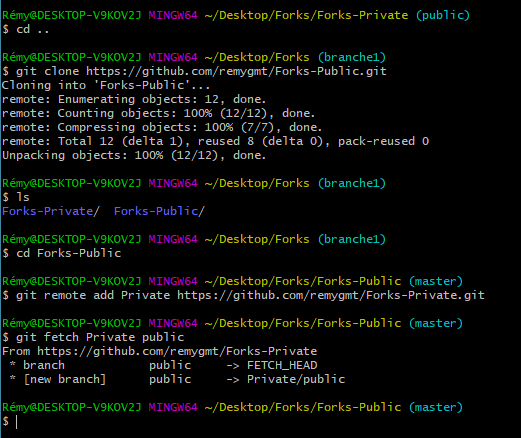 Rémy@DESKTOP-V9KOV2J MINGW64 ~/Desktop/Forks/Forks-Private (public)
$ cd ..
Rémy@DESKTOP-V9KOV2J MINGW64 ~/Desktop/Forks (branche1)
$ git clone https://github.com/remygmt/Forks-Public.git
Cloning into 'Forks-Public'...
remote: Enumerating objects: 12, done.
remote: Counting objects: 100% (12/12), done.
remote: Compressing objects: 100% (7/7), done.
remote: Total 12 (delta 1), reused 8 (delta 0), pack-reused 0
Unpacking objects: 100% (12/12), done.
Rémy@DESKTOP-V9KOV2J MINGW64 ~/Desktop/Forks (branche1)
$ ls
Forks-Private/  Forks-Public/
Rémy@DESKTOP-V9KOV2J MINGW64 ~/Desktop/Forks (branche1)
$ cd Forks-Public
Rémy@DESKTOP-V9KOV2J MINGW64 ~/Desktop/Forks/Forks-Public (master)
$ git remote add Private https://github.com/remygmt/Forks-Private.git
Rémy@DESKTOP-V9KOV2J MINGW64 ~/Desktop/Forks/Forks-Public (master)
$ git fetch Private public
From https://github.com/remygmt/Forks-Private
 * branch            public     -> FETCH_HEAD
 * [new branch]      public     -> Private/public
Rémy@DESKTOP-V9KOV2J MINGW64 ~/Desktop/Forks/Forks-Public (master)
$